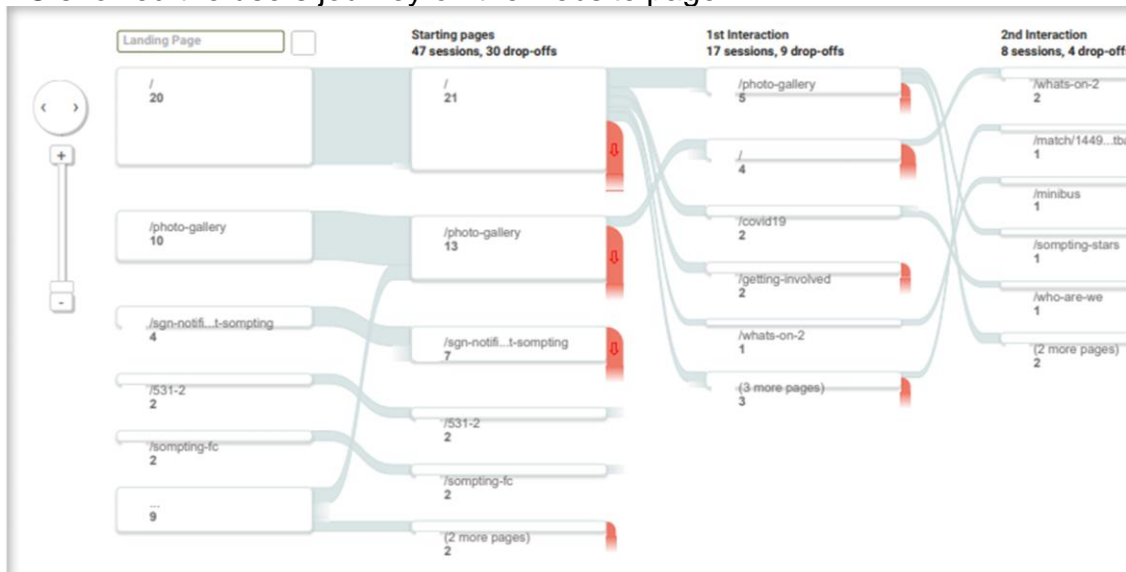 Landing Page
/
20
/photo-gallery
10
/sgn-notifi...t-sompting
4
/531-2
2
/sompting-fc
2
...
9
+
-
Starting pages
47 sessions, 30 drop-offs
/
21
/photo-gallery
13
/sgn-notifi...t-sompting
7
/531-2
2
/sompting-fc
2
(2 more pages)
2
1st Interaction
17 sessions, 9 drop-offs
/photo-gallery
5
/
4
/covid19
2
/getting-involved
2
/whats-on-2
1
(3 more pages)
3
2nd Interaction
8 sessions, 4 drop-offs
/whats-on-2
2
/match/1449...tba
1
/minibus
1
/sompting-stars
1
/who-are-we
1
(2 more pages)
2